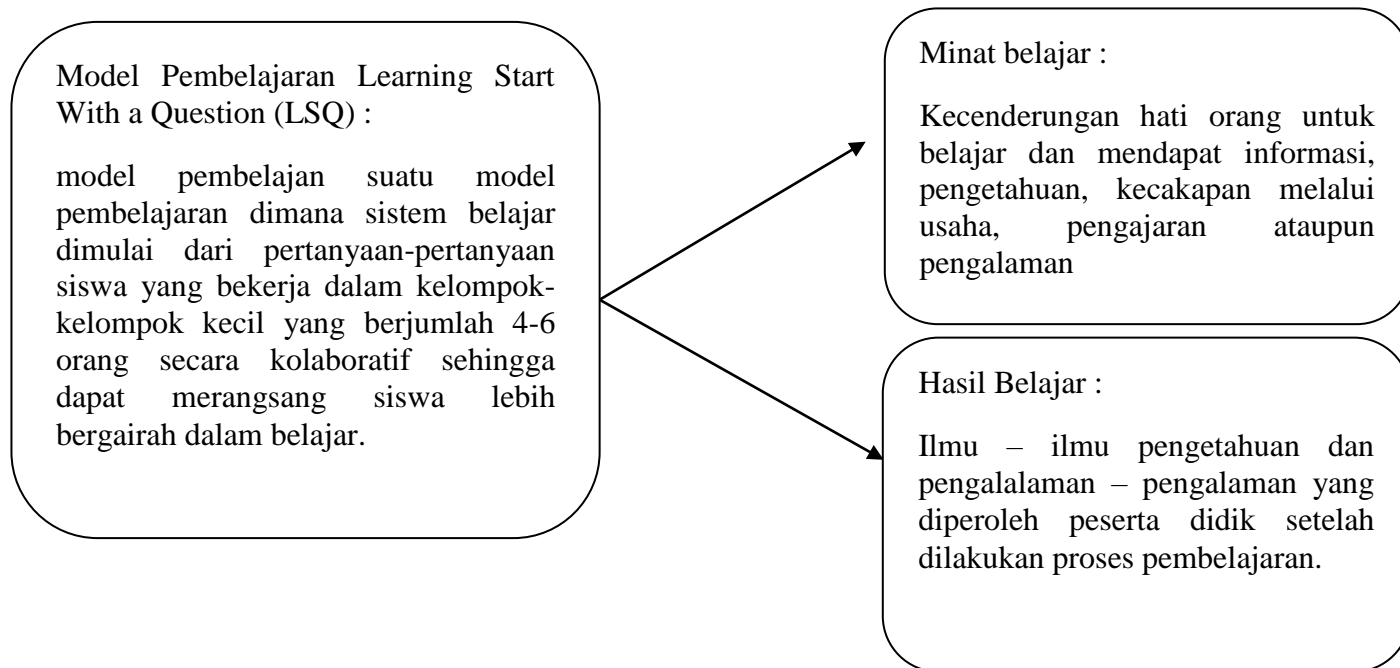 Model Pembelajaran Learning Start
With a Question (LSQ) :
model pembelajan suatu model
pembelajaran dimana sistem belajar
dimulai dari pertanyaan-pertanyaan
siswa yang bekerja dalam kelompok-
kelompok kecil yang berjumlah 4-6
orang secara kolaboratif sehingga
dapat merangsang siswa lebih
bergairah dalam belajar.
Minat belajar :
Kecenderungan hati orang untuk
belajar dan mendapat informasi,
pengetahuan, kecakapan melalui
usaha, pengajaran ataupun
pengalaman
Hasil Belajar :
Ilmu – ilmu pengetahuan dan
pengalalaman – pengalaman yang
diperoleh peserta didik setelah
dilakukan proses pembelajaran.